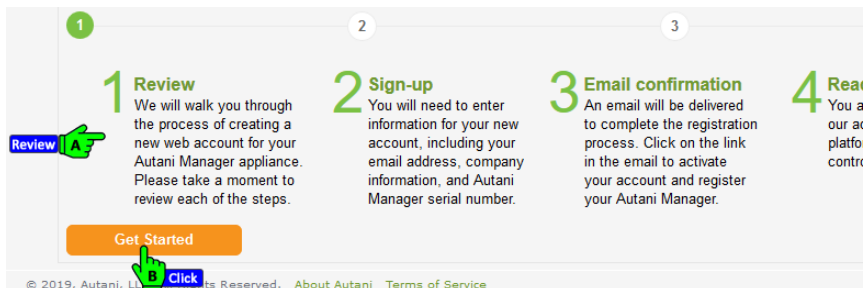 1 2 3
1 Review
We will walk you through
the process of creating a
new web account for your
Autani Manager appliance.
Please take a moment to
review each of the steps.
2 Sign-up
You will need to enter
information for your new
account, including your
email address, company
information, and Autani
Manager serial number.
3 Email confirmation
An email will be delivered
to complete the registration
process. Click on the link
in the email to activate
your account and register
your Autani Manager.
4
You
our
Review A
Get Started
B Click
© 2019, Autani, Reserved. About Autani Terms of Service